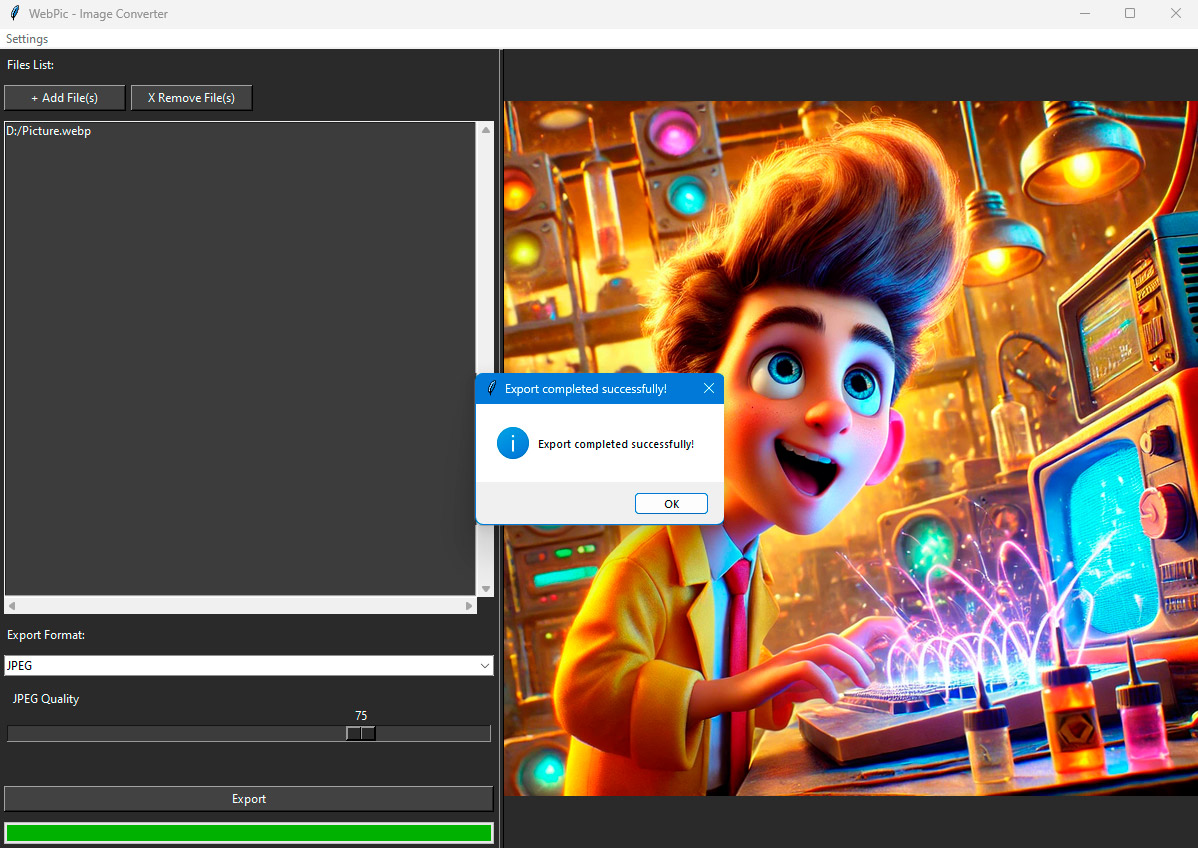 WebPic - Image Converter
Settings
Files List:
+ Add File(s)
X Remove File(s)
D:/Picture.webp
Export completed successfully!
Export completed successfully!
OK
Export Format:
JPEG
JPEG Quality
75
Export